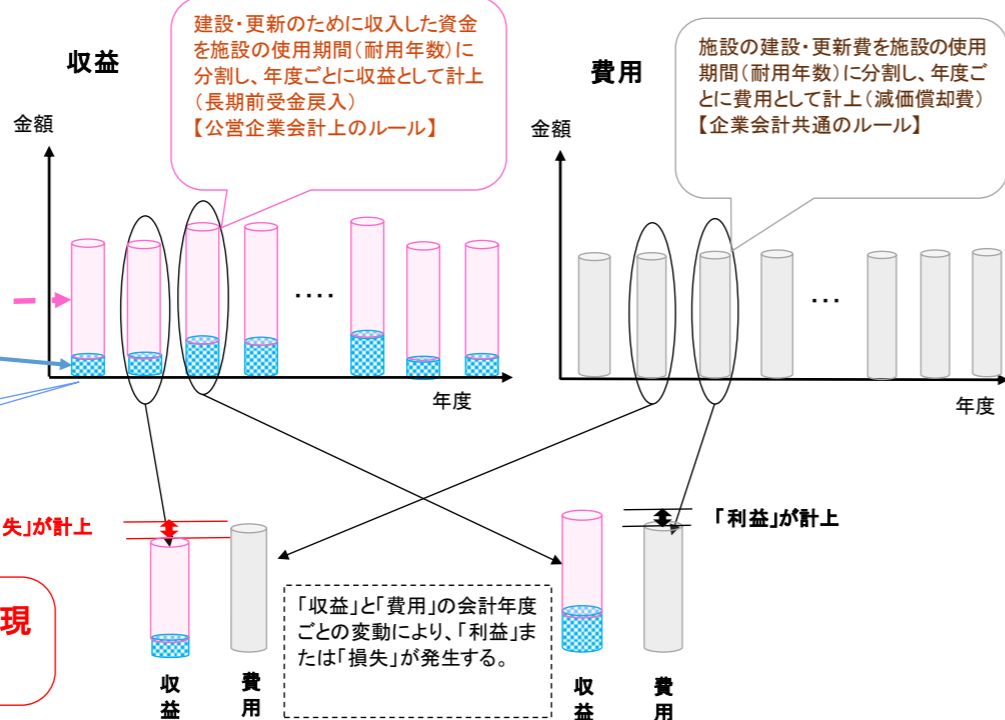 収益
建設・更新のために収入した資金
を施設の使用期間(耐用年数)に
分割し、年度ごとに収益として計上
(長期前受金戻入)
【公営企業会計上のルール】
金額
‥‥
年度
費用
施設の建設・更新費を施設の使用
期間(耐用年数)に分割し、年度ご
とに費用として計上(減価償却費)
【企業会計共通のルール】
金額
…
年度
失」が計上
「利益」が計上
現
「収益」と「費用」の会計年度
ごとの変動により、「利益」ま
たは「損失」が発生する。
収益
費用
収益
費用